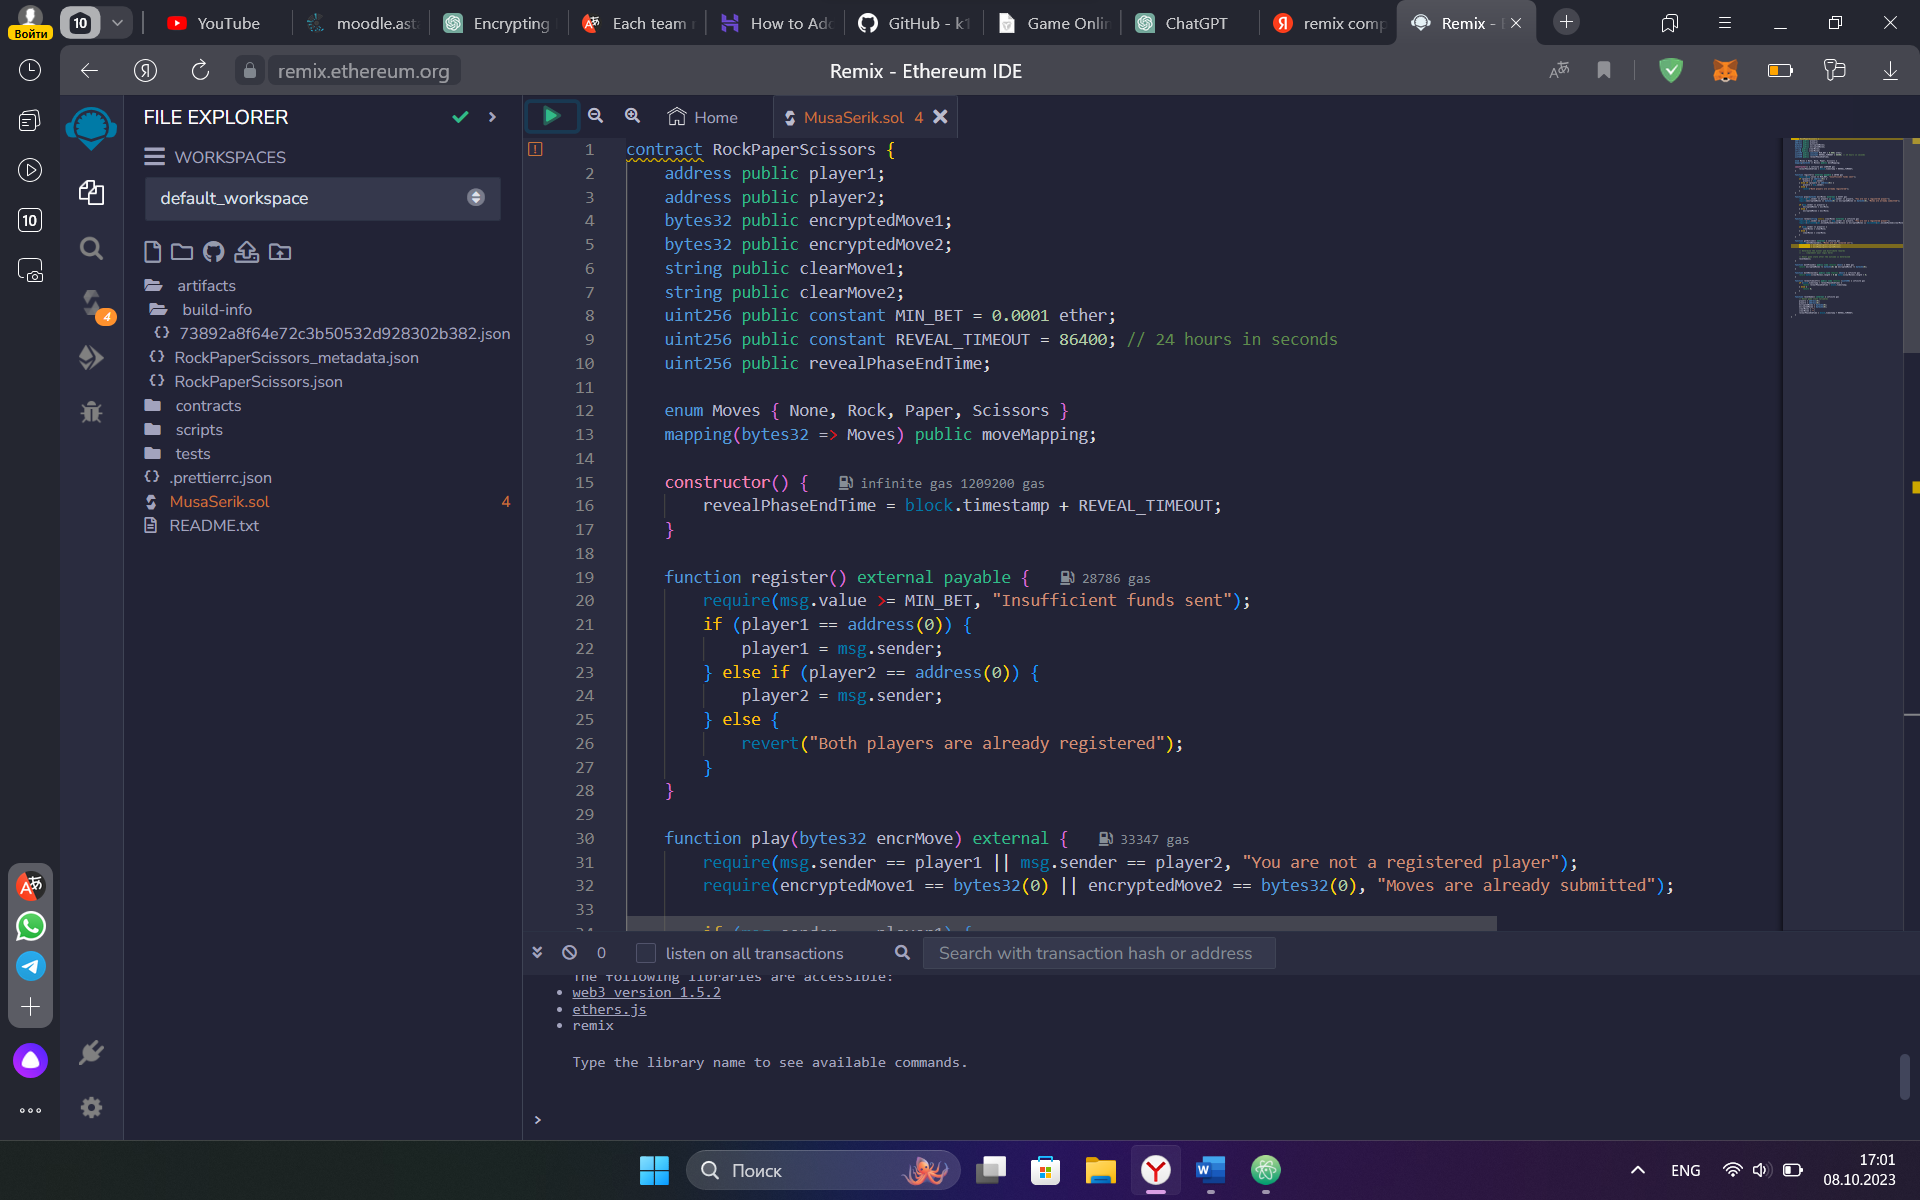 10
YouTube
moodle.ast
Encrypting
Each team r
How to Add
GitHub - k1
Game Onlin
ChatGPT
remix comp
Remix - E
Войти
remix.ethereum.org
Remix - Ethereum IDE
10
FILE EXPLORER
WORKSPACES
default_workspace
artifacts
build-info
73892a8f64e72c3b50532d928302b382.json
RockPaperScissors_metadata.json
RockPaperScissors.json
contracts
scripts
tests
.prettierrc.json
MusaSerik.sol 4
README.txt
4
Home
MusaSerik.sol 4
1 contract RockPaperScissors {
2 address public player1;
3 address public player2;
4 bytes32 public encryptedMove1;
5 bytes32 public encryptedMove2;
6 string public clearMove1;
7 string public clearMove2;
8 uint256 public constant MIN_BET = 0.0001 ether;
9 uint256 public constant REVEAL_TIMEOUT = 86400; // 24 hours in seconds
10 uint256 public revealPhaseEndTime;
11
12 enum Moves { None, Rock, Paper, Scissors }
13 mapping(bytes32 => Moves) public moveMapping;
14
15 constructor() { infinite gas 1209200 gas
16 revealPhaseEndTime = block.timestamp + REVEAL_TIMEOUT;
17 }
18
19 function register() external payable { 28786 gas
20 require(msg.value >= MIN_BET, "Insufficient funds sent");
21 if (player1 == address(0)) {
22 player1 = msg.sender;
23 } else if (player2 == address(0)) {
24 player2 = msg.sender;
25 } else {
26 revert("Both players are already registered");
27 }
28 }
29
30 function play(bytes32 encrMove) external { 33347 gas
31 require(msg.sender == player1 || msg.sender == player2, "You are not a registered player");
32 require(encryptedMove1 == bytes32(0) || encryptedMove2 == bytes32(0), "Moves are already submitted");
33
34 if (msg.sender == player1) {
0
listen on all transactions
Search with transaction hash or address
The following libraries are accessible:
• web3 version 1.5.2
• ethers.js
• remix
Type the library name to see available commands.
>
Поиск
ENG
17:01
08.10.2023